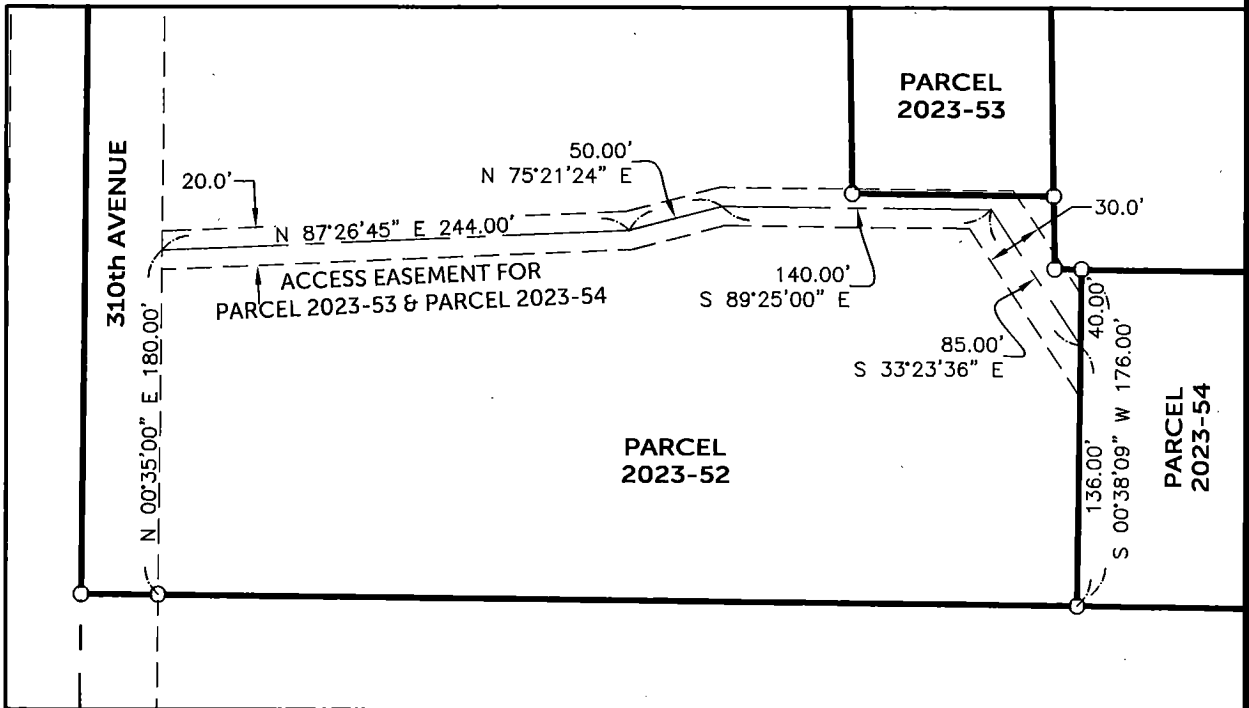 PARCEL
2023-53
50.00'
N 75°21'24" E
20.0'
310th AVENUE
30.0'
N 87°26'45" E 244.00'
ACCESS EASEMENT FOR
PARCEL 2023-53 & PARCEL 2023-54
140.00'
S 89°25'00" E
85.00'
S 33°23'36" E
N 00°35'00" E 180.00'
40.00'
S 00°38'09" W 176.00'
136.00'
PARCEL
2023-52
PARCEL
2023-54